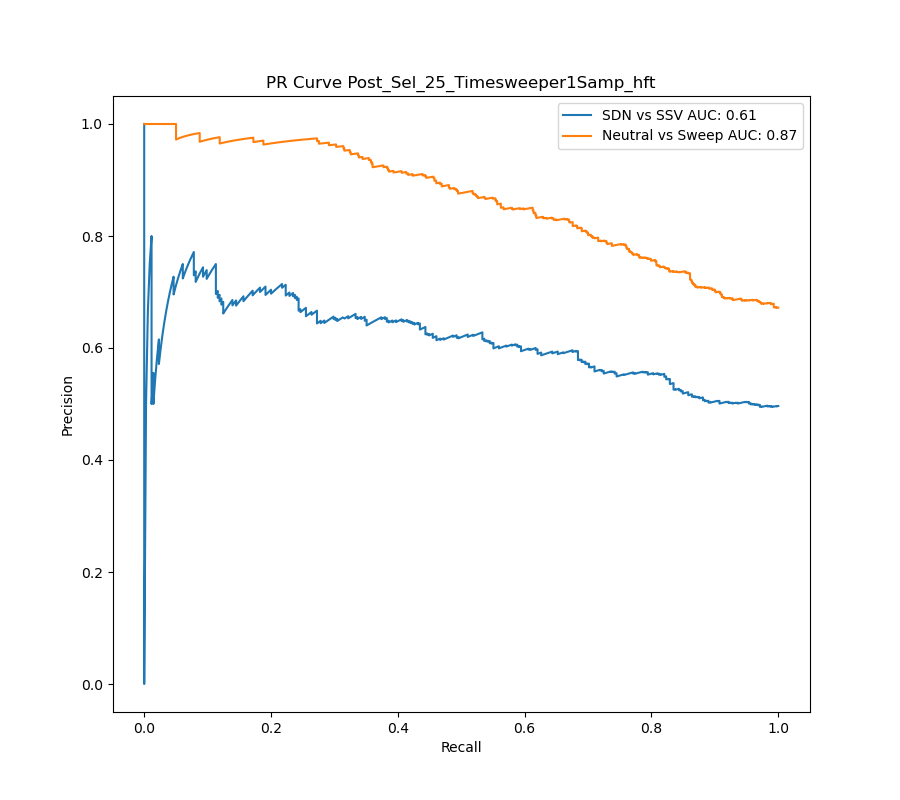 PR Curve Post_Sel_25_Timesweeper1Samp_hft
SDN vs SSV AUC: 0.61
Neutral vs Sweep AUC: 0.87
1.0
0.8
0.6
0.4
0.2
0.0
Precision
0.0 0.2 0.4 0.6 0.8 1.0
Recall